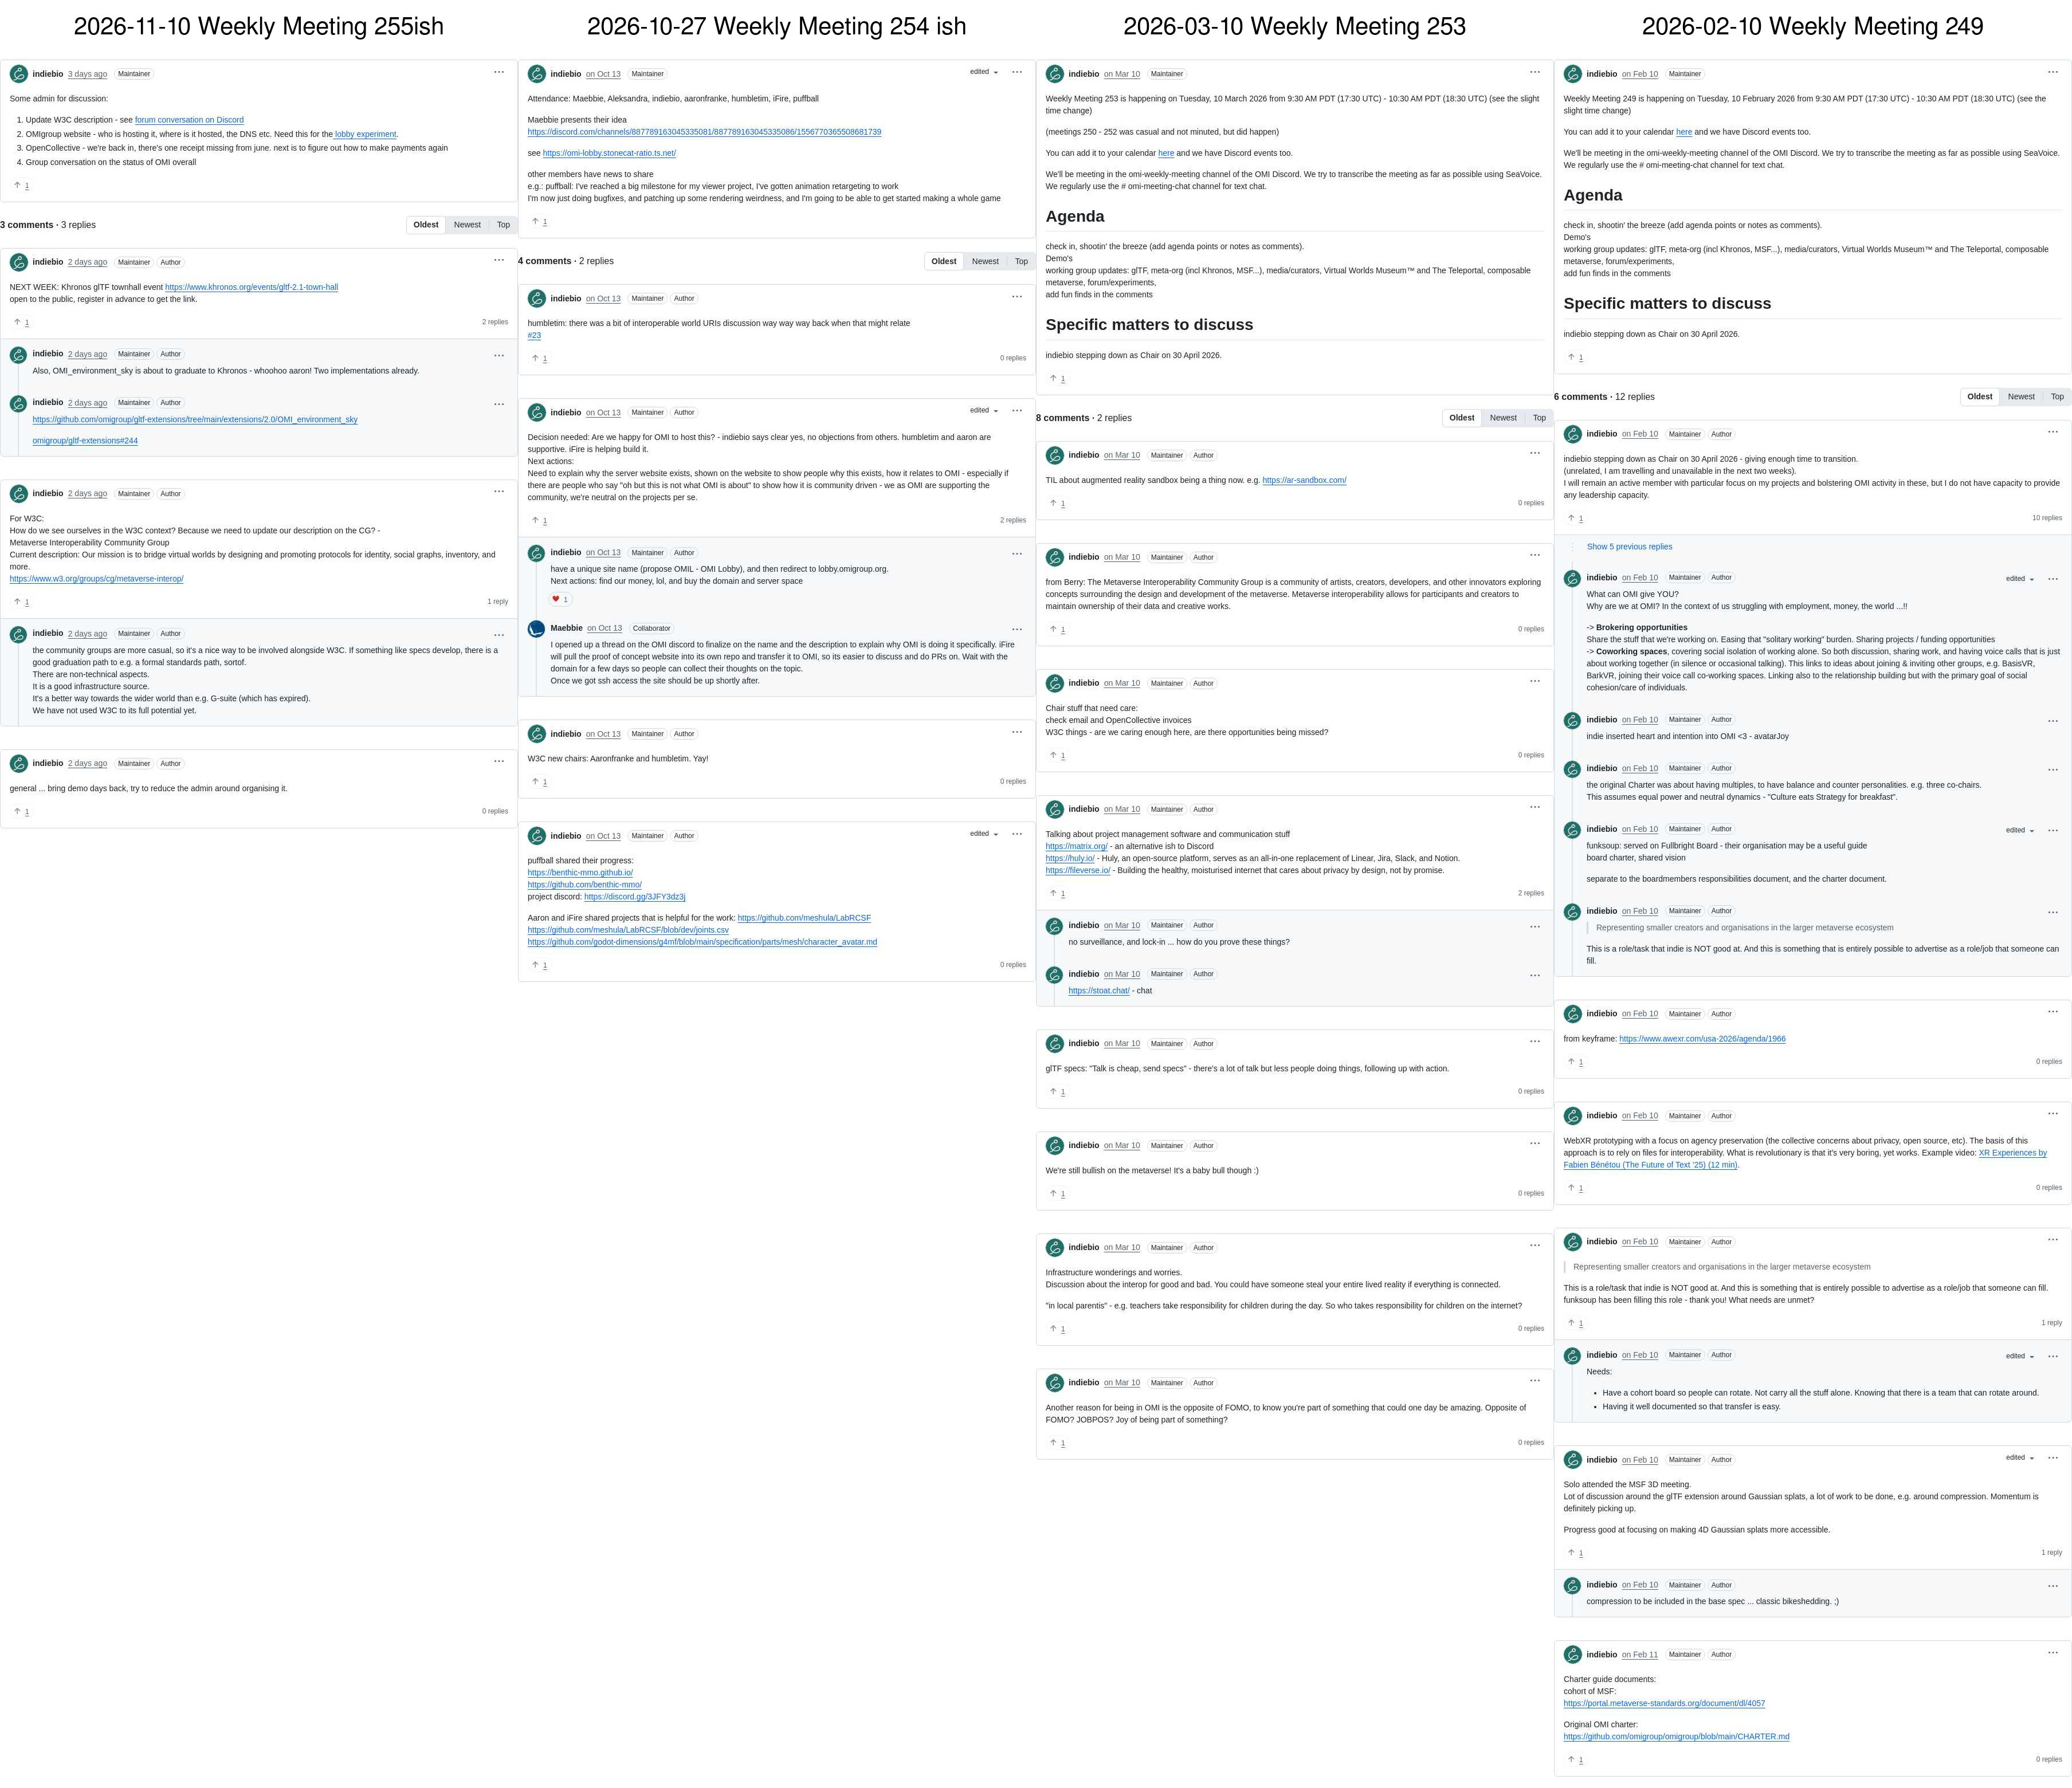 2026-11-10 Weekly Meeting 255ish
indiebio 3 days ago Maintainer
Some admin for discussion:
1. Update W3C description - see forum conversation on Discord
2. OMIgroup website - who is hosting it, where is it hosted, the DNS etc. Need this for the lobby experiment.
3. OpenCollective - we're back in, there's one receipt missing from june. next is to figure out how to make payments again
4. Group conversation on the status of OMI overall
1
3 comments · 3 replies
Oldest Newest Top
indiebio 2 days ago Maintainer Author
NEXT WEEK: Khronos glTF townhall event https://www.khronos.org/events/gltf-2.1-town-hall
open to the public, register in advance to get the link.
1
2 replies
indiebio 2 days ago Maintainer Author
Also, OMI_environment_sky is about to graduate to Khronos - whoohoo aaron! Two implementations already.
indiebio 2 days ago Maintainer Author
https://github.com/omigroup/gltf-extensions/tree/main/extensions/2.0/OMI_environment_sky
omigroup/gltf-extensions#244
indiebio 2 days ago Maintainer Author
For W3C:
How do we see ourselves in the W3C context? Because we need to update our description on the CG? -
Metaverse Interoperability Community Group
Current description: Our mission is to bridge virtual worlds by designing and promoting protocols for identity, social graphs, inventory, and
more.
https://www.w3.org/groups/cg/metaverse-interop/
1
1 reply
indiebio 2 days ago Maintainer Author
the community groups are more casual, so it's a nice way to be involved alongside W3C. If something like specs develop, there is a
good graduation path to e.g. a formal standards path, sortof.
There are non-technical aspects.
It is a good infrastructure source.
It's a better way towards the wider world than e.g. G-suite (which has expired).
We have not used W3C to its full potential yet.
indiebio 2 days ago Maintainer Author
general ... bring demo days back, try to reduce the admin around organising it.
1
0 replies
2026-10-27 Weekly Meeting 254 ish
indiebio on Oct 13 Maintainer
edited
Attendance: Maebbie, Aleksandra, indiebio, aaronfranke, humbletim, iFire, puffball
Maebbie presents their idea
https://discord.com/channels/887789163045335081/887789163045335086/1556770365508681739
see https://omi-lobby.stonecat-ratio.ts.net/
other members have news to share
e.g.: puffball: I've reached a big milestone for my viewer project, I've gotten animation retargeting to work
I'm now just doing bugfixes, and patching up some rendering weirdness, and I'm going to be able to get started making a whole game
1
4 comments · 2 replies
Oldest Newest Top
indiebio on Oct 13 Maintainer Author
humbletim: there was a bit of interoperable world URIs discussion way way way back when that might relate
#23
1
0 replies
indiebio on Oct 13 Maintainer Author
edited
Decision needed: Are we happy for OMI to host this? - indiebio says clear yes, no objections from others. humbletim and aaron are
supportive. iFire is helping build it.
Next actions:
Need to explain why the server website exists, shown on the website to show people why this exists, how it relates to OMI - especially if
there are people who say "oh but this is not what OMI is about" to show how it is community driven - we as OMI are supporting the
community, we're neutral on the projects per se.
1
2 replies
indiebio on Oct 13 Maintainer Author
have a unique site name (propose OMIL - OMI Lobby), and then redirect to lobby.omigroup.org.
Next actions: find our money, lol, and buy the domain and server space
❤️ 1
Maebbie on Oct 13 Collaborator
I opened up a thread on the OMI discord to finalize on the name and the description to explain why OMI is doing it specifically. iFire
will pull the proof of concept website into its own repo and transfer it to OMI, so its easier to discuss and do PRs on. Wait with the
domain for a few days so people can collect their thoughts on the topic.
Once we got ssh access the site should be up shortly after.
indiebio on Oct 13 Maintainer Author
W3C new chairs: Aaronfranke and humbletim. Yay!
1
0 replies
indiebio on Oct 13 Maintainer Author
edited
puffball shared their progress:
https://benthic-mmo.github.io/
https://github.com/benthic-mmo/
project discord: https://discord.gg/3JFY3dz3j
Aaron and iFire shared projects that is helpful for the work: https://github.com/meshula/LabRCSF
https://github.com/meshula/LabRCSF/blob/dev/joints.csv
https://github.com/godot-dimensions/g4mf/blob/main/specification/parts/mesh/character_avatar.md
1
0 replies
2026-03-10 Weekly Meeting 253
indiebio on Mar 10 Maintainer
Weekly Meeting 253 is happening on Tuesday, 10 March 2026 from 9:30 AM PDT (17:30 UTC) - 10:30 AM PDT (18:30 UTC) (see the slight
time change)
(meetings 250 - 252 was casual and not minuted, but did happen)
You can add it to your calendar here and we have Discord events too.
We'll be meeting in the omi-weekly-meeting channel of the OMI Discord. We try to transcribe the meeting as far as possible using SeaVoice.
We regularly use the # omi-meeting-chat channel for text chat.
Agenda
check in, shootin' the breeze (add agenda points or notes as comments).
Demo's
working group updates: glTF, meta-org (incl Khronos, MSF...), media/curators, Virtual Worlds Museum™ and The Teleportal, composable
metaverse, forum/experiments,
add fun finds in the comments
Specific matters to discuss
indiebio stepping down as Chair on 30 April 2026.
1
8 comments · 2 replies
Oldest Newest Top
indiebio on Mar 10 Maintainer Author
TIL about augmented reality sandbox being a thing now. e.g. https://ar-sandbox.com/
1
0 replies
indiebio on Mar 10 Maintainer Author
from Berry: The Metaverse Interoperability Community Group is a community of artists, creators, developers, and other innovators exploring
concepts surrounding the design and development of the metaverse. Metaverse interoperability allows for participants and creators to
maintain ownership of their data and creative works.
1
0 replies
indiebio on Mar 10 Maintainer Author
Chair stuff that need care:
check email and OpenCollective invoices
W3C things - are we caring enough here, are there opportunities being missed?
1
0 replies
indiebio on Mar 10 Maintainer Author
Talking about project management software and communication stuff
https://matrix.org/ - an alternative ish to Discord
https://huly.io/ - Huly, an open-source platform, serves as an all-in-one replacement of Linear, Jira, Slack, and Notion.
https://fileverse.io/ - Building the healthy, moisturised internet that cares about privacy by design, not by promise.
1
2 replies
indiebio on Mar 10 Maintainer Author
no surveillance, and lock-in ... how do you prove these things?
indiebio on Mar 10 Maintainer Author
https://stoat.chat/ - chat
indiebio on Mar 10 Maintainer Author
glTF specs: "Talk is cheap, send specs" - there's a lot of talk but less people doing things, following up with action.
1
0 replies
indiebio on Mar 10 Maintainer Author
We're still bullish on the metaverse! It's a baby bull though :)
1
0 replies
indiebio on Mar 10 Maintainer Author
Infrastructure wonderings and worries.
Discussion about the interop for good and bad. You could have someone steal your entire lived reality if everything is connected.
"in local parentis" - e.g. teachers take responsibility for children during the day. So who takes responsibility for children on the internet?
1
0 replies
indiebio on Mar 10 Maintainer Author
Another reason for being in OMI is the opposite of FOMO, to know you're part of something that could one day be amazing. Opposite of
FOMO? JOBPOS? Joy of being part of something?
1
0 replies
2026-02-10 Weekly Meeting 249
indiebio on Feb 10 Maintainer
Weekly Meeting 249 is happening on Tuesday, 10 February 2026 from 9:30 AM PDT (17:30 UTC) - 10:30 AM PDT (18:30 UTC) (see the
slight time change)
You can add it to your calendar here and we have Discord events too.
We'll be meeting in the omi-weekly-meeting channel of the OMI Discord. We try to transcribe the meeting as far as possible using SeaVoice.
We regularly use the # omi-meeting-chat channel for text chat.
Agenda
check in, shootin' the breeze (add agenda points or notes as comments).
Demo's
working group updates: glTF, meta-org (incl Khronos, MSF...), media/curators, Virtual Worlds Museum™ and The Teleportal, composable
metaverse, forum/experiments,
add fun finds in the comments
Specific matters to discuss
indiebio stepping down as Chair on 30 April 2026.
1
6 comments · 12 replies
Oldest Newest Top
indiebio on Feb 10 Maintainer Author
indiebio stepping down as Chair on 30 April 2026 - giving enough time to transition.
(unrelated, I am travelling and unavailable in the next two weeks).
I will remain an active member with particular focus on my projects and bolstering OMI activity in these, but I do not have capacity to provide
any leadership capacity.
1
10 replies
Show 5 previous replies
indiebio on Feb 10 Maintainer Author
edited
What can OMI give YOU?
Why are we at OMI? In the context of us struggling with employment, money, the world ...!!
-> Brokering opportunities
Share the stuff that we're working on. Easing that "solitary working" burden. Sharing projects / funding opportunities
-> Coworking spaces, covering social isolation of working alone. So both discussion, sharing work, and having voice calls that is just
about working together (in silence or occasional talking). This links to ideas about joining & inviting other groups, e.g. BasisVR,
BarkVR, joining their voice call co-working spaces. Linking also to the relationship building but with the primary goal of social
cohesion/care of individuals.
indiebio on Feb 10 Maintainer Author
indie inserted heart and intention into OMI <3 - avatarJoy
indiebio on Feb 10 Maintainer Author
the original Charter was about having multiples, to have balance and counter personalities. e.g. three co-chairs.
This assumes equal power and neutral dynamics - "Culture eats Strategy for breakfast".
indiebio on Feb 10 Maintainer Author
edited
funksoup: served on Fullbright Board - their organisation may be a useful guide
board charter, shared vision
separate to the boardmembers responsibilities document, and the charter document.
indiebio on Feb 10 Maintainer Author
Representing smaller creators and organisations in the larger metaverse ecosystem
This is a role/task that indie is NOT good at. And this is something that is entirely possible to advertise as a role/job that someone can
fill.
indiebio on Feb 10 Maintainer Author
from keyframe: https://www.awexr.com/usa-2026/agenda/1966
1
0 replies
indiebio on Feb 10 Maintainer Author
WebXR prototyping with a focus on agency preservation (the collective concerns about privacy, open source, etc). The basis of this
approach is to rely on files for interoperability. What is revolutionary is that it's very boring, yet works. Example video: XR Experiences by
Fabien Bénétou (The Future of Text '25) (12 min).
1
0 replies
indiebio on Feb 10 Maintainer Author
Representing smaller creators and organisations in the larger metaverse ecosystem
This is a role/task that indie is NOT good at. And this is something that is entirely possible to advertise as a role/job that someone can fill.
funksoup has been filling this role - thank you! What needs are unmet?
1
1 reply
indiebio on Feb 10 Maintainer Author
edited
Needs:
• Have a cohort board so people can rotate. Not carry all the stuff alone. Knowing that there is a team that can rotate around.
• Having it well documented so that transfer is easy.
indiebio on Feb 10 Maintainer Author
edited
Solo attended the MSF 3D meeting.
Lot of discussion around the glTF extension around Gaussian splats, a lot of work to be done, e.g. around compression. Momentum is
definitely picking up.
Progress good at focusing on making 4D Gaussian splats more accessible.
1
1 reply
indiebio on Feb 10 Maintainer Author
compression to be included in the base spec ... classic bikeshedding. ;)
indiebio on Feb 11 Maintainer Author
Charter guide documents:
cohort of MSF:
https://portal.metaverse-standards.org/document/dl/4057
Original OMI charter:
https://github.com/omigroup/omigroup/blob/main/CHARTER.md
1
0 replies